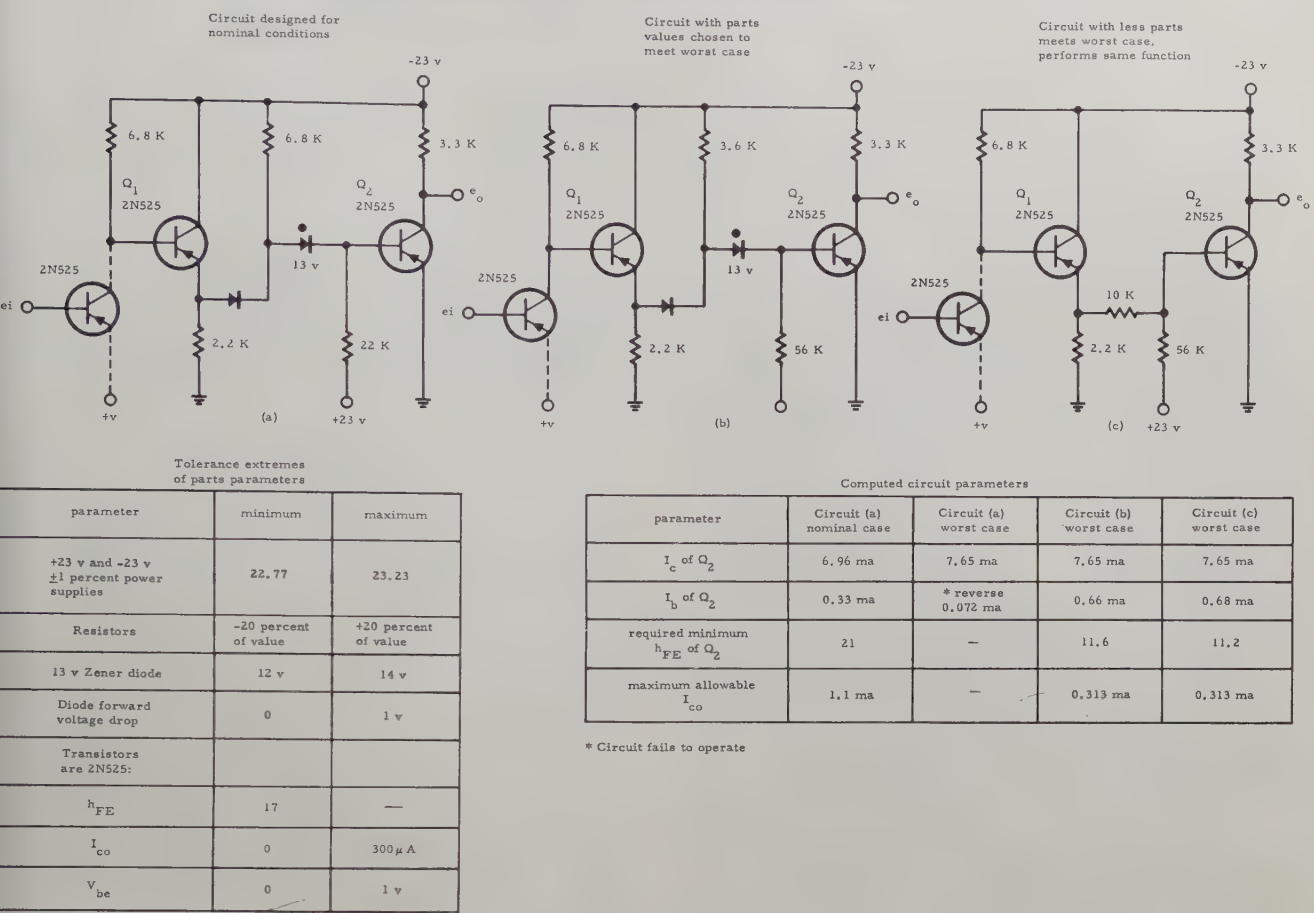 Circuit designed for
nominal conditions
-23 v
6.8 K
6.8 K
3.3 K
Q1
2N525
Q2
2N525
eo
2N525
13 v
ei
2.2 K
22 K
+v
(a)
+23 v
Circuit with parts
values chosen to
meet worst case
-23 v
6.8 K
3.6 K
3.3 K
Q1
2N525
Q2
2N525
eo
2N525
13 v
ei
2.2 K
56 K
+v
(b)
Circuit with less parts
meets worst case,
performs same function
-23 v
6.8 K
3.3 K
Q1
2N525
Q2
2N525
eo
2N525
10 K
ei
2.2 K
56 K
+v
(c)
+23 v
Tolerance extremes
of parts parameters
parameter minimum maximum
+23 v and -23 v
±1 percent power
supplies
22.77 23.23
Resistors
-20 percent
of value
+20 percent
of value
13 v Zener diode 12 v 14 v
Diode forward
voltage drop
0 1 v
Transistors
are 2N525:
hFE 17 —
Ico 0 300 μ A
Vbe 0 1 v
Computed circuit parameters
parameter
Circuit (a)
nominal case
Circuit (a)
worst case
Circuit (b)
worst case
Circuit (c)
worst case
Ic of Q2 6.96 ma 7.65 ma 7.65 ma 7.65 ma
Ib of Q2 0.33 ma
* reverse
0.072 ma
0.66 ma 0.68 ma
required minimum
hFE of Q2
21 — 11.6 11.2
maximum allowable
Ico
1.1 ma — 0.313 ma 0.313 ma
* Circuit fails to operate